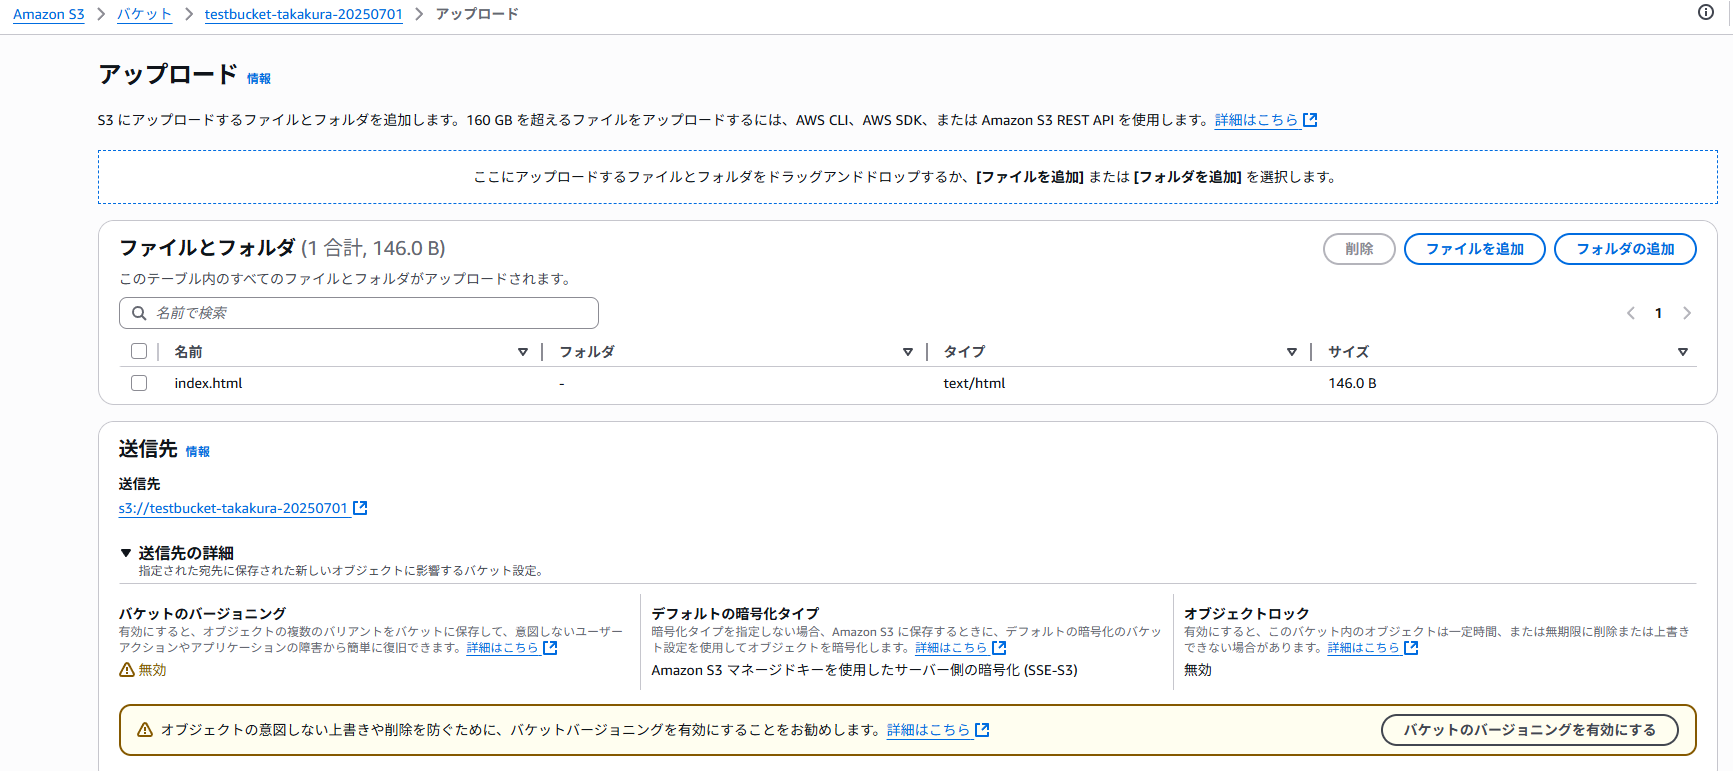 Amazon S3 > バケット > testbucket-takakura-20250701 > アップロード
アップロード 情報
S3 にアップロードするファイルとフォルダを追加します。160 GB を超えるファイルをアップロードするには、AWS CLI、AWS SDK、または Amazon S3 REST API を使用します。詳細はこちら
ここにアップロードするファイルとフォルダをドラッグアンドドロップするか、[ファイルを追加] または [フォルダを追加] を選択します。
ファイルとフォルダ (1 合計, 146.0 B)
削除
ファイルを追加
フォルダの追加
このテーブル内のすべてのファイルとフォルダがアップロードされます。
名前で検索
1
名前 フォルダ タイプ サイズ
index.html - text/html 146.0 B
送信先 情報
送信先
s3://testbucket-takakura-20250701
送信先の詳細
指定された宛先に保存された新しいオブジェクトに影響するバケット設定。
バケットのバージョニング
有効にすると、オブジェクトの複数のバリアントをバケットに保存して、意図しないユーザー
アクションやアプリケーションの障害から簡単に復旧できます。詳細はこちら
無効
デフォルトの暗号化タイプ
暗号化タイプを指定しない場合、Amazon S3 に保存するときに、デフォルトの暗号化のバケッ
ト設定を使用してオブジェクトを暗号化します。詳細はこちら
Amazon S3 マネージドキーを使用したサーバー側の暗号化 (SSE-S3)
オブジェクトロック
有効にすると、このバケット内のオブジェクトは一定時間、または無期限に削除または上書き
できない場合があります。詳細はこちら
無効
オブジェクトの意図しない上書きや削除を防ぐために、バケットバージョニングを有効にすることをお勧めします。詳細はこちら
バケットのバージョニングを有効にする